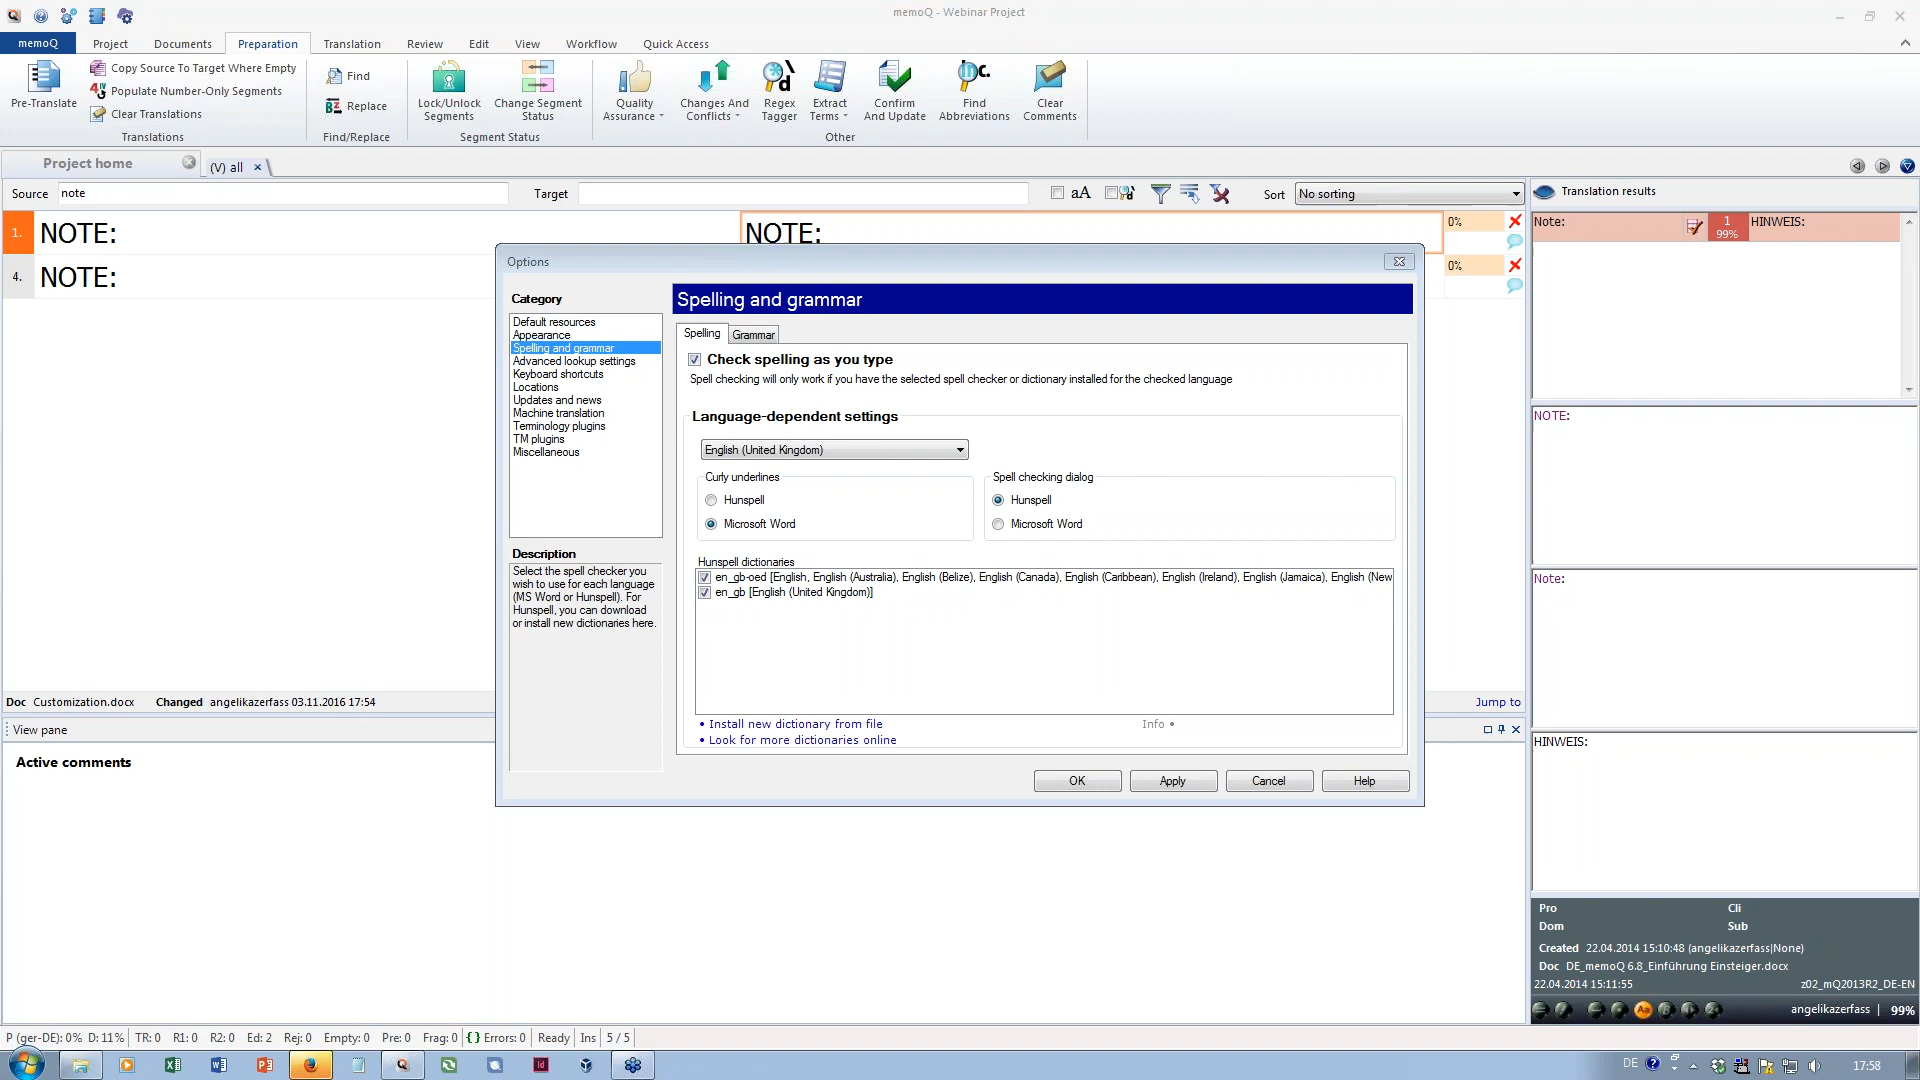 memoQ - Webinar Project
memoQ Project Documents Preparation Translation Review Edit View Workflow Quick Access
Pre-Translate
Copy Source To Target Where Empty
Populate Number-Only Segments
Clear Translations
Translations
Find
Replace
Find/Replace
Lock/Unlock Segments
Change Segment Status
Segment Status
Quality Assurance
Changes And Conflicts
Regex Tagger
Extract Terms
Confirm And Update
Find Abbreviations
Clear Comments
Other
Project home
(V) all
Source note Target
aA
Sort No sorting
Translation results
1. NOTE: NOTE: 0%
4. NOTE: 0%
Note: 1 99% HINWEIS:
NOTE:
Note:
HINWEIS:
Options
Category
Default resources
Appearance
Spelling and grammar
Advanced lookup settings
Keyboard shortcuts
Locations
Updates and news
Machine translation
Terminology plugins
TM plugins
Miscellaneous
Description
Select the spell checker you
wish to use for each language
(MS Word or Hunspell). For
Hunspell, you can download
or install new dictionaries here.
Spelling and grammar
Spelling Grammar
Check spelling as you type
Spell checking will only work if you have the selected spell checker or dictionary installed for the checked language
Language-dependent settings
English (United Kingdom)
Curly underlines
Hunspell
Microsoft Word
Spell checking dialog
Hunspell
Microsoft Word
Hunspell dictionaries
en_gb-oed [English, English (Australia), English (Belize), English (Canada), English (Caribbean), English (Ireland), English (Jamaica), English (New
en_gb [English (United Kingdom)]
• Install new dictionary from file
• Look for more dictionaries online
Info •
OK Apply Cancel Help
Doc Customization.docx Changed angelikazerfass 03.11.2016 17:54
Jump to
View pane
Active comments
Pro Cli
Dom Sub
Created 22.04.2014 15:10:48 (angelikazerfass|None)
Doc DE_memoQ 6.8_Einführung Einsteiger.docx
22.04.2014 15:11:55 z02_mQ2013R2_DE-EN
Aa
angelikazerfass | 99%
P (ger-DE): 0% D: 11% TR: 0 R1: 0 R2: 0 Ed: 2 Rej: 0 Empty: 0 Pre: 0 Frag: 0 Errors: 0 Ready Ins 5 / 5
DE 17:58